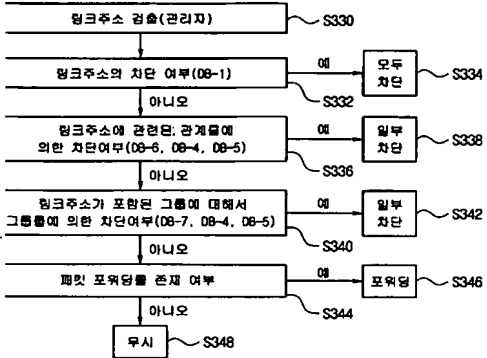 링크주소 검출(관리자)
S330
링크주소의 차단 여부(DB-1)
예
모두
차단
S334
S332
아니오
링크주소에 관련된, 관계룰에
의한 차단여부(DB-6, DB-4, DB-5)
예
일부
차단
S338
S336
아니오
링크주소가 포함된 그룹에 대해서
그룹룰에 의한 차단여부(DB-7, DB-4, DB-5)
예
일부
차단
S342
S340
아니오
패킷 포워딩룰 존재 여부
예
포워딩
S346
S344
아니오
무시
S348